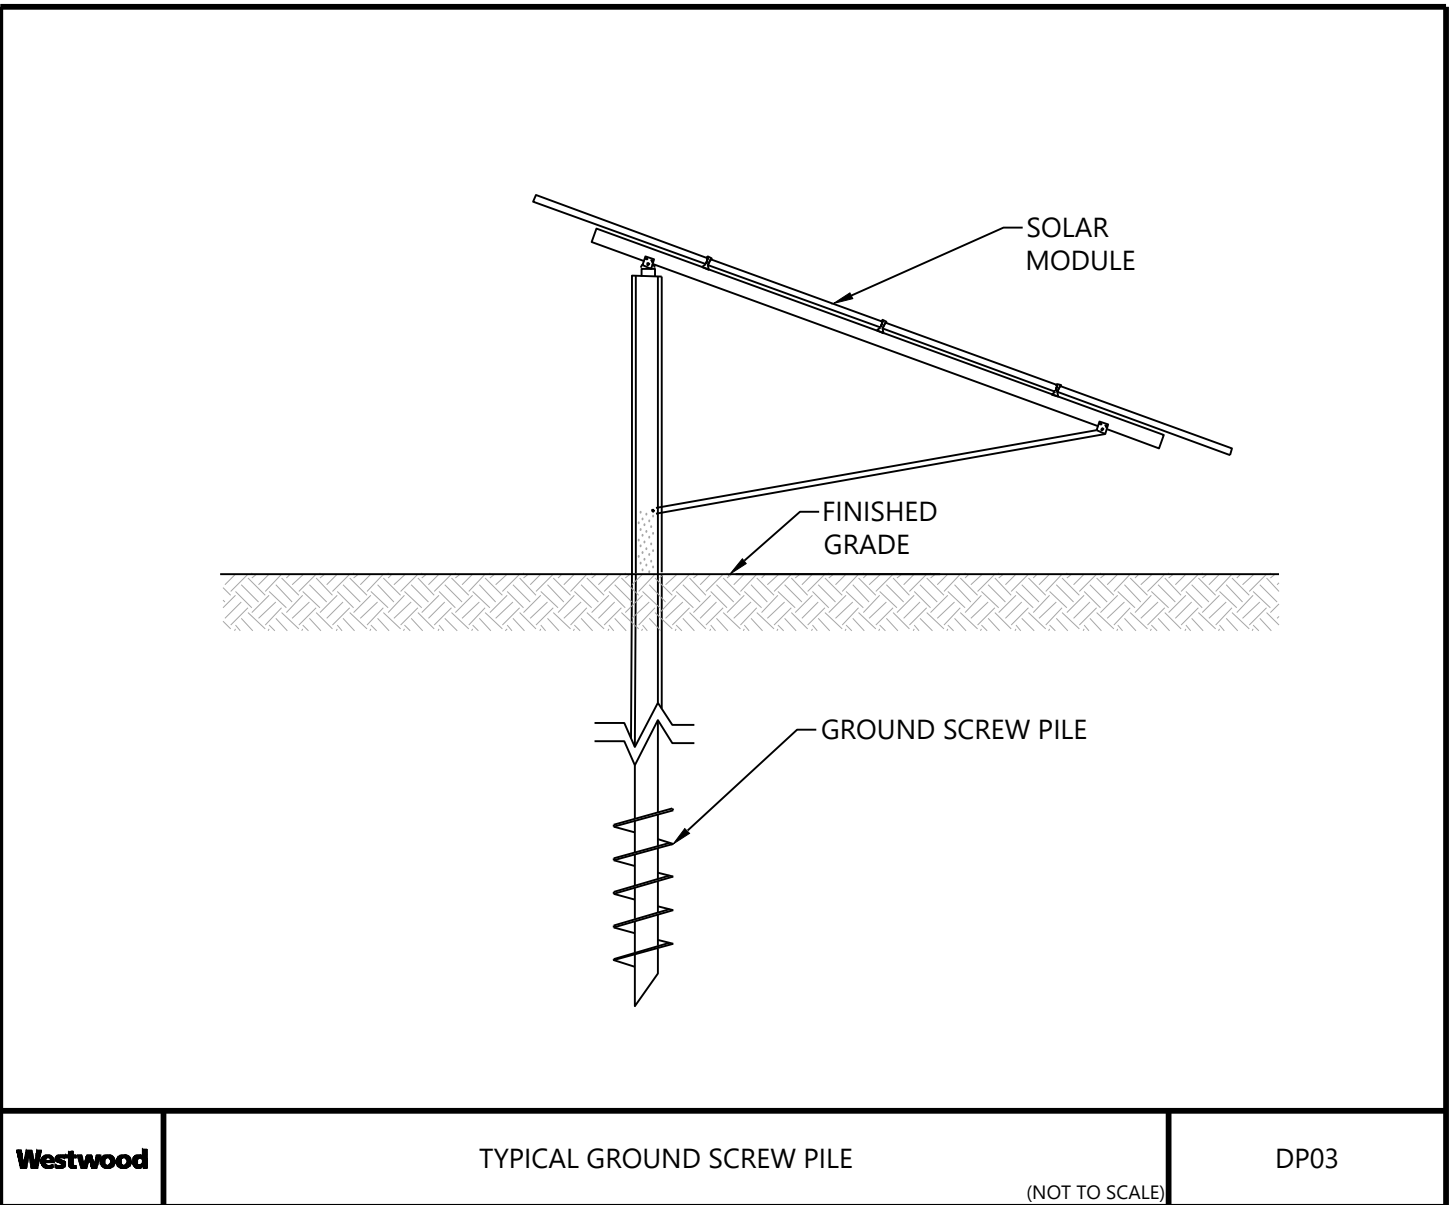 SOLAR
MODULE
FINISHED
GRADE
GROUND SCREW PILE
Westwood
TYPICAL GROUND SCREW PILE
(NOT TO SCALE)
DP03